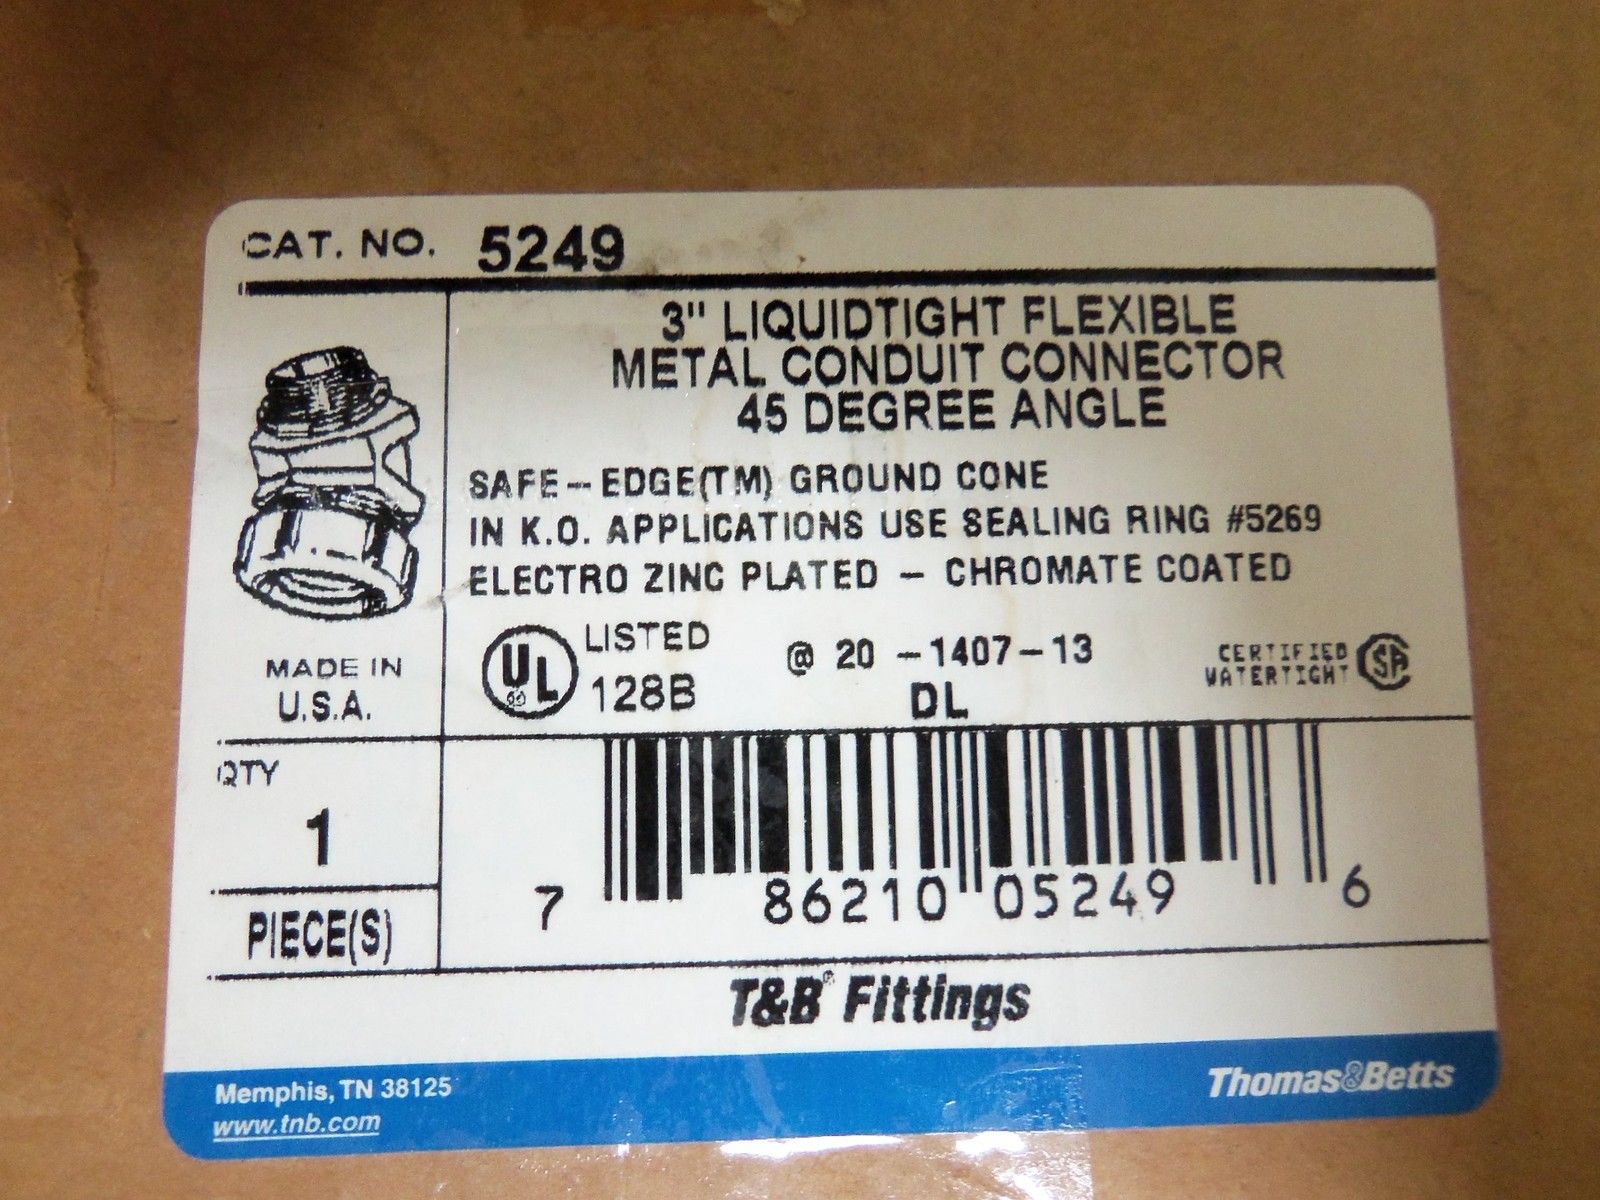 CAT. NO. 5249
3" LIQUIDTIGHT FLEXIBLE
METAL CONDUIT CONNECTOR
45 DEGREE ANGLE
SAFE-EDGE(TM) GROUND CONE
IN K.O. APPLICATIONS USE SEALING RING #5269
ELECTRO ZINC PLATED - CHROMATE COATED
MADE IN
U.S.A.
UL LISTED
128B
@ 20 -1407-13
DL
CERTIFIED
WATERTIGHT
SA
QTY
1
PIECE(S)
7 86210 05249 6
T&B® Fittings
Memphis, TN 38125
www.tnb.com
Thomas&Betts